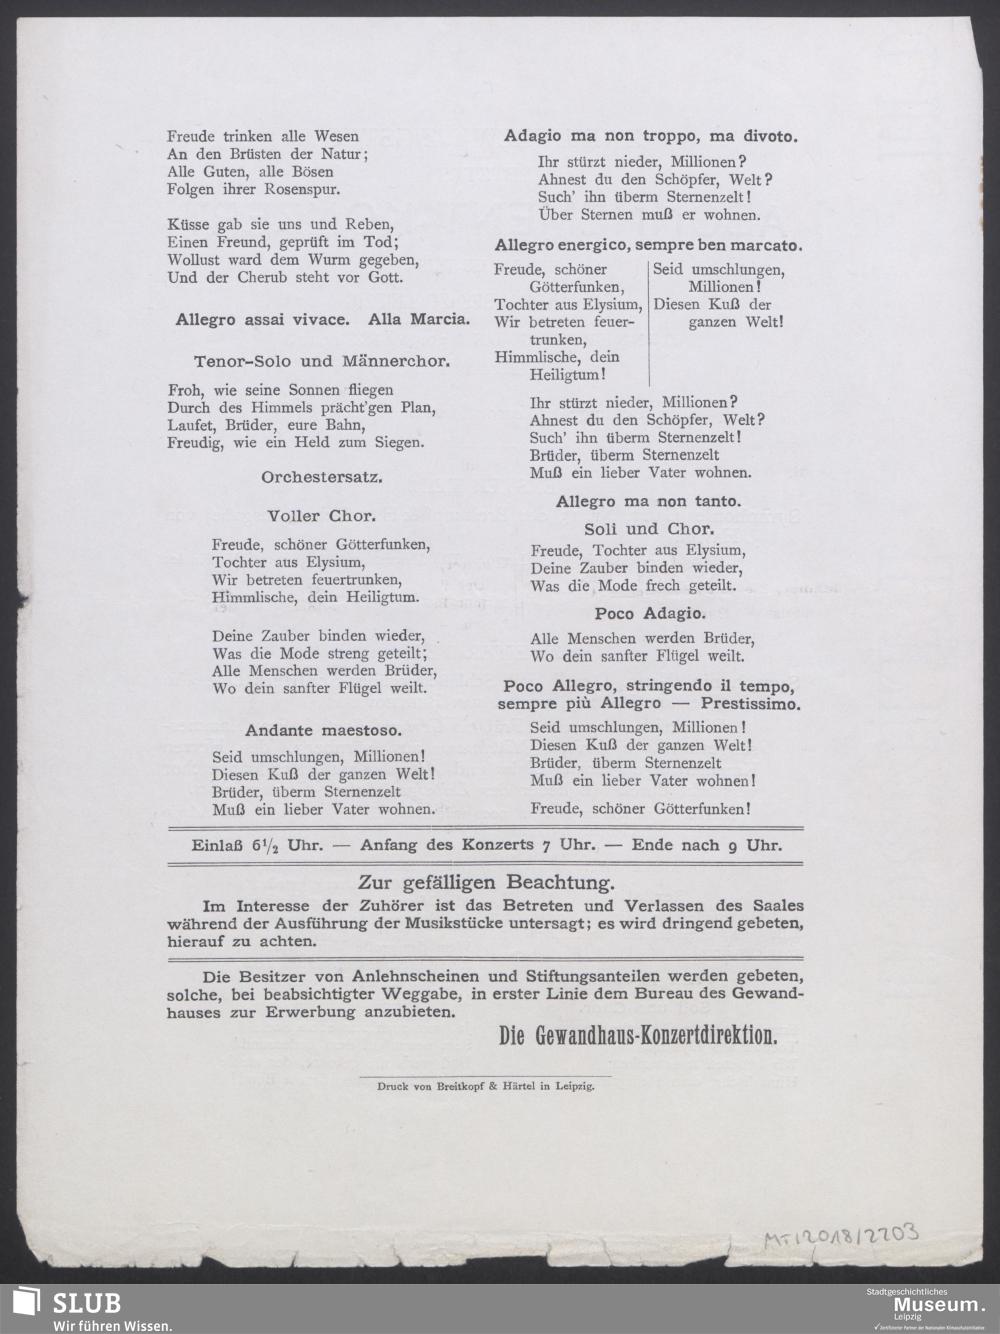 Freude trinken alle Wesen
An den Brüsten der Natur;
Alle Guten, alle Bösen
Folgen ihrer Rosenspur.
Küsse gab sie uns und Reben,
Einen Freund, geprüft im Tod;
Wollust ward dem Wurm gegeben,
Und der Cherub steht vor Gott.
Allegro assai vivace. Alla Marcia.
Tenor-Solo und Männerchor.
Froh, wie seine Sonnen fliegen
Durch des Himmels prächt'gen Plan,
Laufet, Brüder, eure Bahn,
Freudig, wie ein Held zum Siegen.
Orchestersatz.
Voller Chor.
Freude, schöner Götterfunken,
Tochter aus Elysium,
Wir betreten feuertrunken,
Himmlische, dein Heiligtum.
Deine Zauber binden wieder,
Was die Mode streng geteilt;
Alle Menschen werden Brüder,
Wo dein sanfter Flügel weilt.
Andante maestoso.
Seid umschlungen, Millionen!
Diesen Kuß der ganzen Welt!
Brüder, überm Sternenzelt
Muß ein lieber Vater wohnen.
Adagio ma non troppo, ma divoto.
Ihr stürzt nieder, Millionen?
Ahnest du den Schöpfer, Welt?
Such' ihn überm Sternenzelt!
Über Sternen muß er wohnen.
Allegro energico, sempre ben marcato.
Freude, schöner
Götterfunken,
Tochter aus Elysium,
Wir betreten feuer-
trunken,
Himmlische, dein
Heiligtum!
Seid umschlungen,
Millionen!
Diesen Kuß der
ganzen Welt!
Ihr stürzt nieder, Millionen?
Ahnest du den Schöpfer, Welt?
Such' ihn überm Sternenzelt!
Brüder, überm Sternenzelt
Muß ein lieber Vater wohnen.
Allegro ma non tanto.
Soli und Chor.
Freude, Tochter aus Elysium,
Deine Zauber binden wieder,
Was die Mode frech geteilt.
Poco Adagio.
Alle Menschen werden Brüder,
Wo dein sanfter Flügel weilt.
Poco Allegro, stringendo il tempo,
sempre più Allegro — Prestissimo.
Seid umschlungen, Millionen!
Diesen Kuß der ganzen Welt!
Brüder, überm Sternenzelt
Muß ein lieber Vater wohnen!
Freude, schöner Götterfunken!
Einlaß 6½ Uhr. — Anfang des Konzerts 7 Uhr. — Ende nach 9 Uhr.
Zur gefälligen Beachtung.
Im Interesse der Zuhörer ist das Betreten und Verlassen des Saales
während der Ausführung der Musikstücke untersagt; es wird dringend gebeten,
hierauf zu achten.
Die Besitzer von Anlehnscheinen und Stiftungsanteilen werden gebeten,
solche, bei beabsichtigter Weggabe, in erster Linie dem Bureau des Gewand-
hauses zur Erwerbung anzubieten.
Die Gewandhaus-Konzertdirektion.
Druck von Breitkopf & Härtel in Leipzig.
MT/2018/2203
SLUB
Wir führen Wissen.
Stadtgeschichtliches
Museum.
Leipzig
✓ Zertifizierter Partner der Nationalen Klimaschutzinitiative